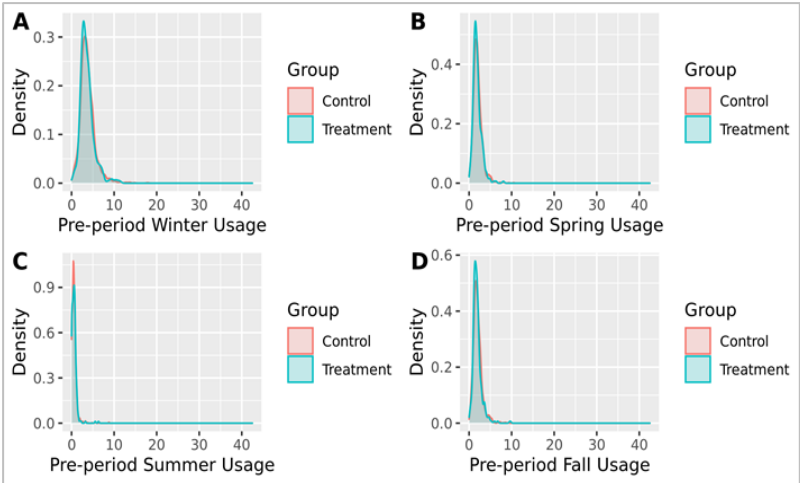 A
0.3
0.2
0.1
0.0
Density
0 10 20 30 40
Pre-period Winter Usage
Group
Control
Treatment
B
0.4
0.2
0.0
Density
0 10 20 30 40
Pre-period Spring Usage
Group
Control
Treatment
C
0.9
0.6
0.3
0.0
Density
0 10 20 30 40
Pre-period Summer Usage
Group
Control
Treatment
D
0.6
0.4
0.2
0.0
Density
0 10 20 30 40
Pre-period Fall Usage
Group
Control
Treatment